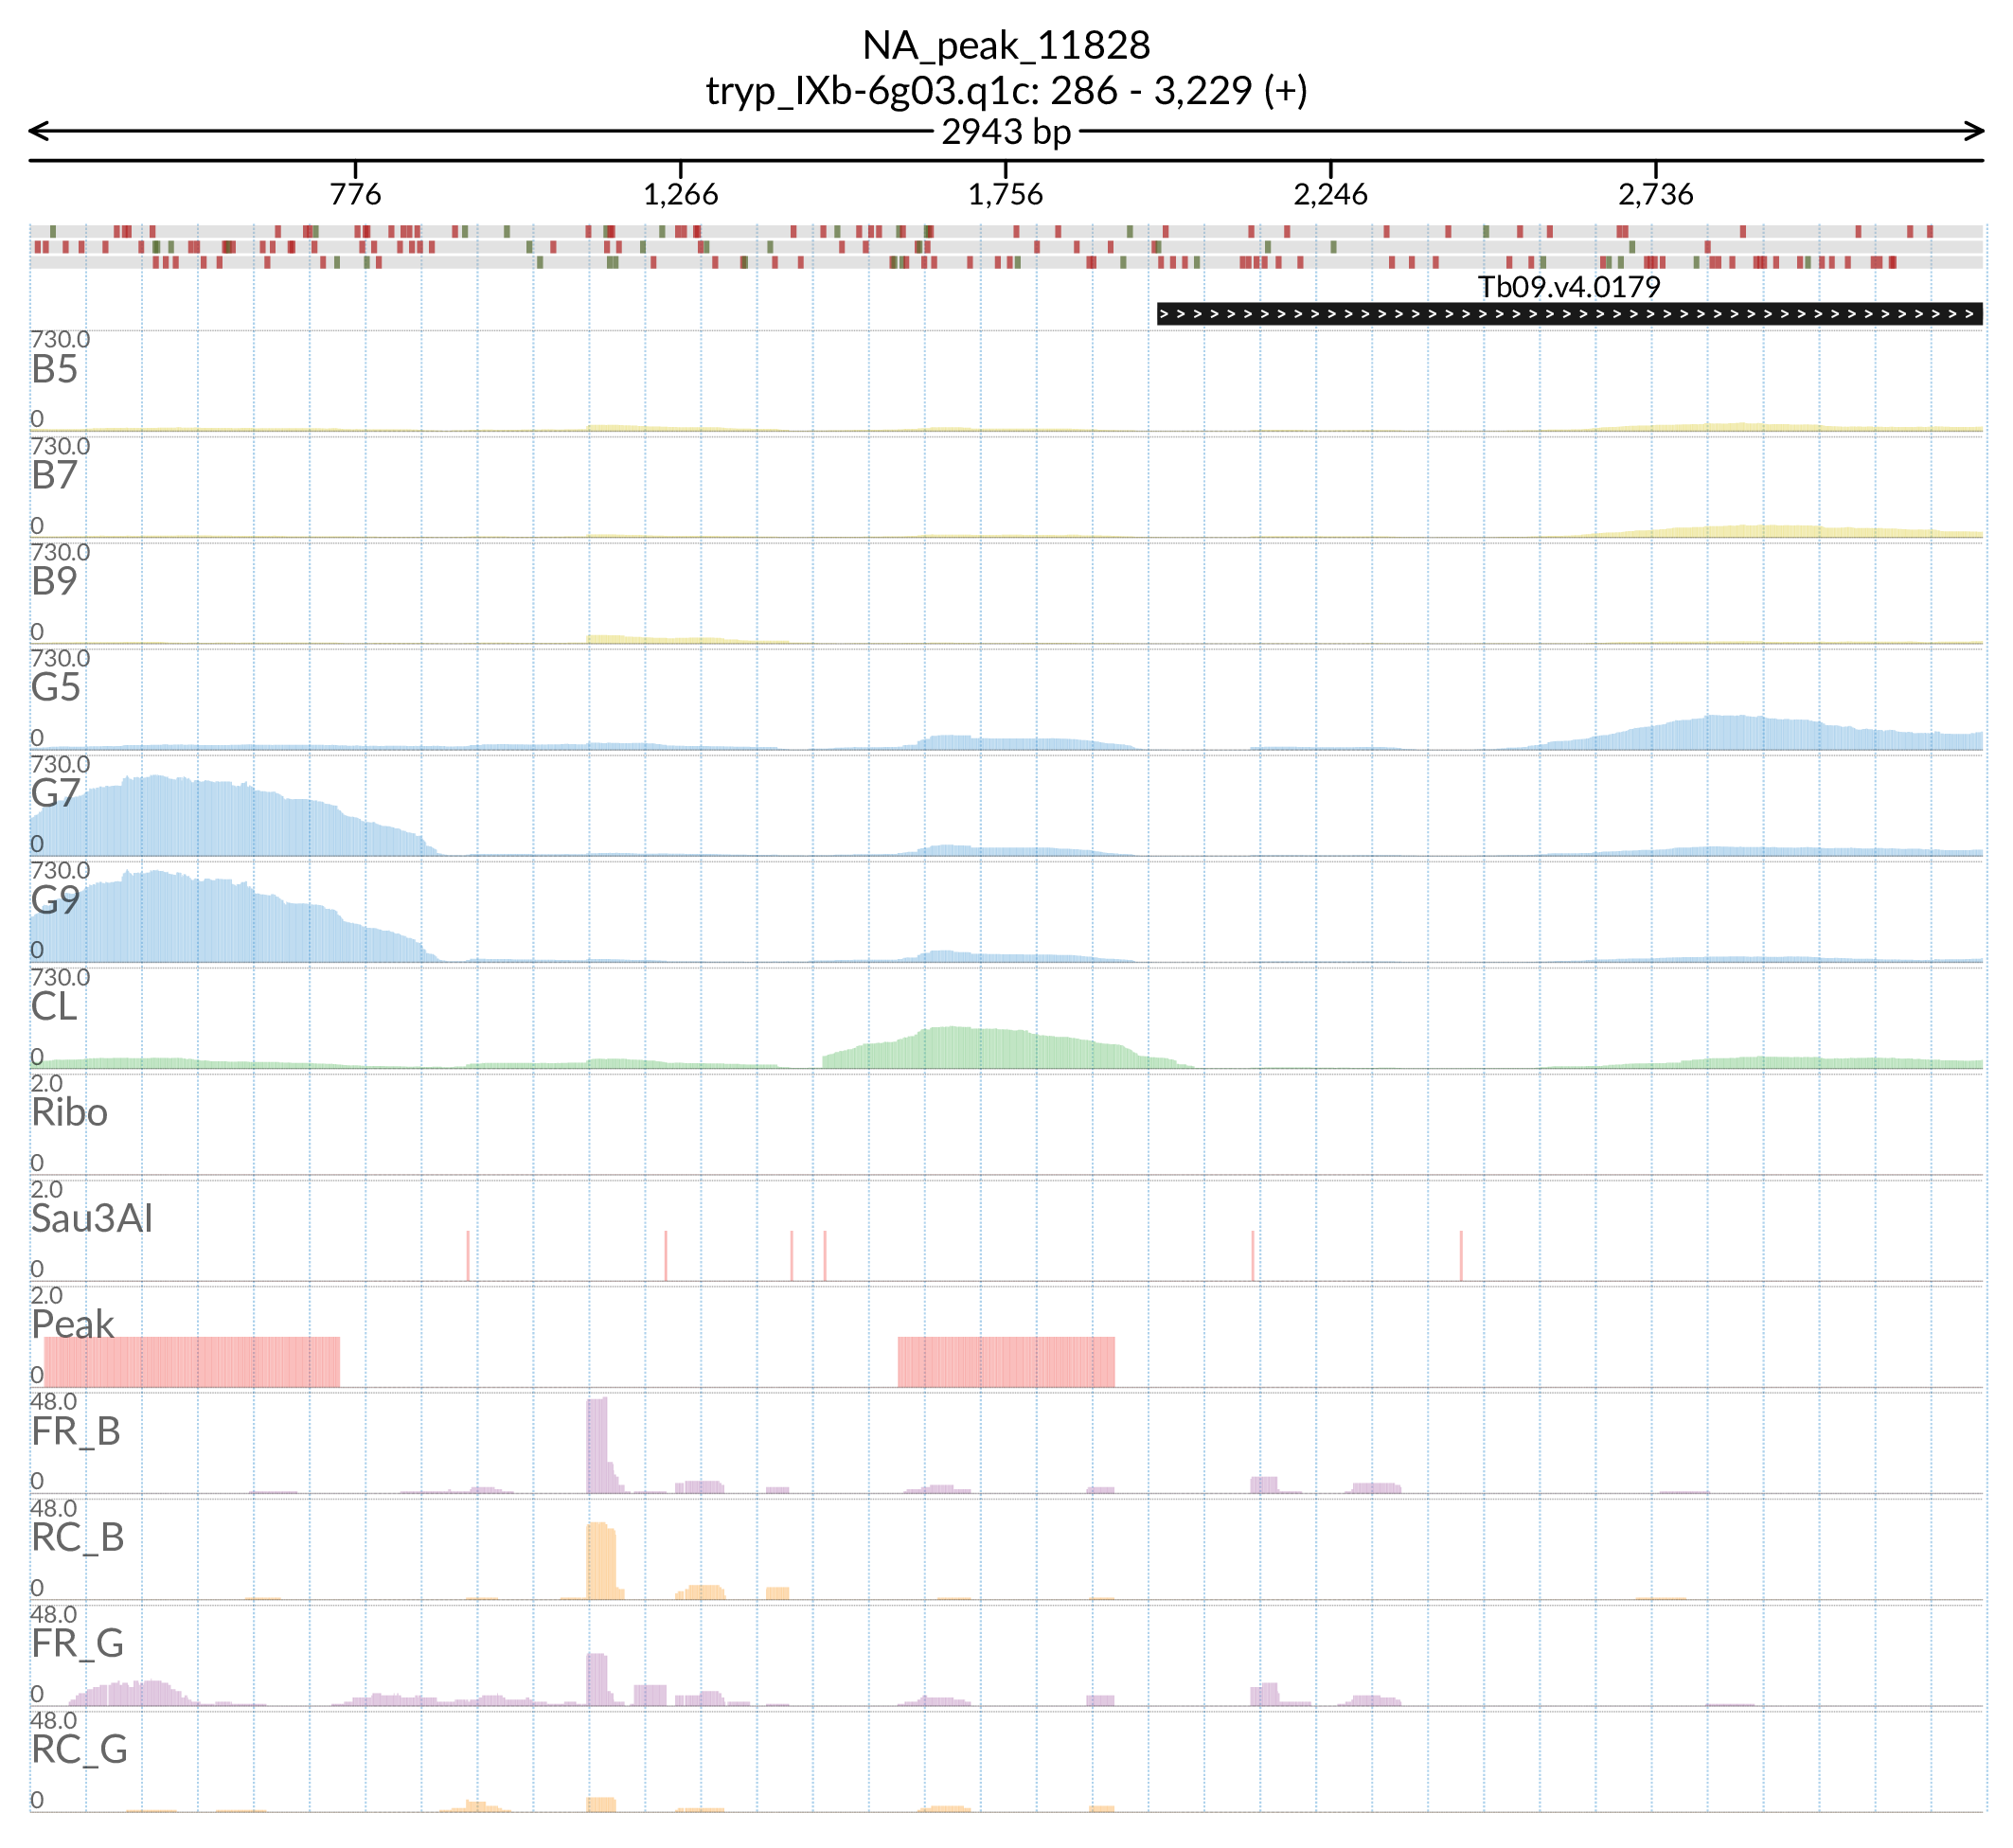 NA_peak_11828
tryp_IXb-6g03.q1c: 286 - 3,229 (+)
2943 bp
776 1,266 1,756 2,246 2,736
Tb09.v4.0179
730.0
B5
0
730.0
B7
0
730.0
B9
0
730.0
G5
0
730.0
G7
0
730.0
G9
0
730.0
CL
0
2.0
Ribo
0
2.0
Sau3AI
0
2.0
Peak
0
48.0
FR_B
0
48.0
RC_B
0
48.0
FR_G
0
48.0
RC_G
0